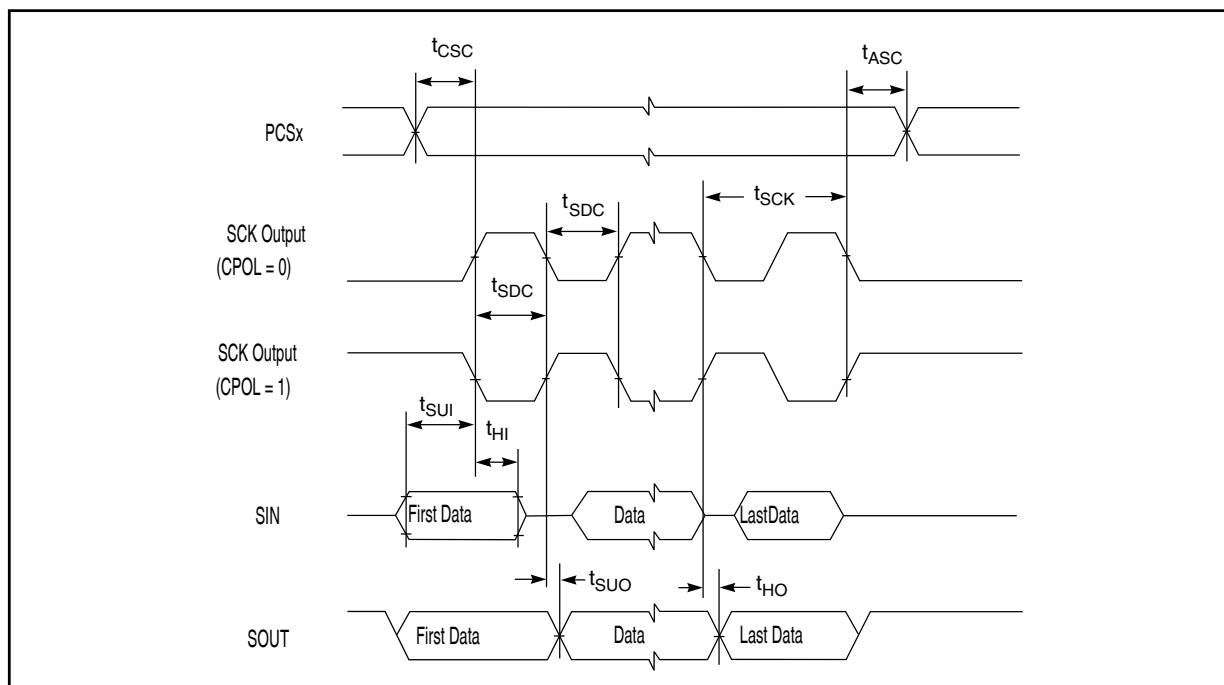 tCSC
tASC
PCSx
tSCK
tSDC
SCK Output
(CPOL = 0)
tSDC
SCK Output
(CPOL = 1)
tSUI
tHI
SIN
First Data
Data
LastData
tSUO
tHO
SOUT
First Data
Data
Last Data